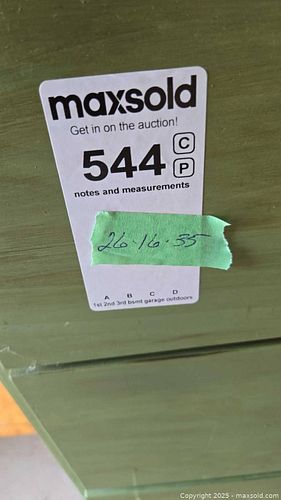 maxsold
Get in on the auction!
544 C
P
notes and measurements
26·16·35
A B C D
1st 2nd 3rd bsmt garage outdoors
Copyright 2025 - maxsold.com